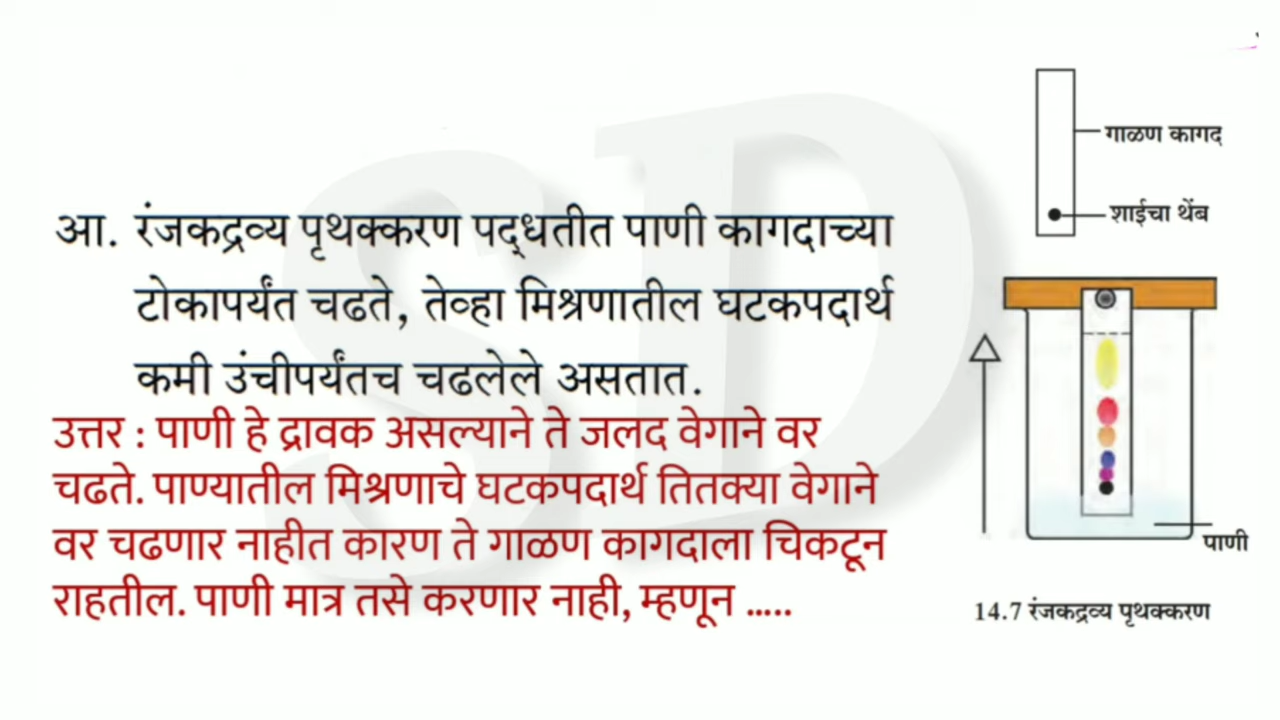 गाळण कागद
शाईचा थेंब
आ. रंजकद्रव्य पृथक्करण पद्धतीत पाणी कागदाच्या
टोकापर्यंत चढते, तेव्हा मिश्रणातील घटकपदार्थ
कमी उंचीपर्यंतच चढलेले असतात.
उत्तर : पाणी हे द्रावक असल्याने ते जलद वेगाने वर
चढते. पाण्यातील मिश्रणाचे घटकपदार्थ तितक्या वेगाने
वर चढणार नाहीत कारण ते गाळण कागदाला चिकटून
राहतील. पाणी मात्र तसे करणार नाही, म्हणून .....
पाणी
14.7 रंजकद्रव्य पृथक्करण
SD